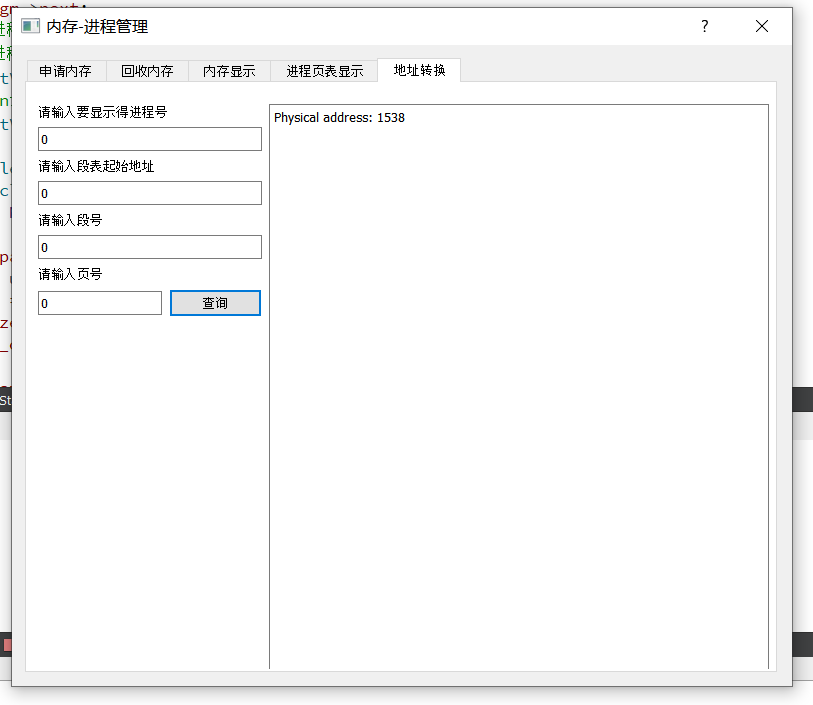 内存-进程管理
申请内存 回收内存 内存显示 进程页表显示 地址转换
请输入要显示得进程号
0
请输入段表起始地址
0
请输入段号
0
请输入页号
0 查询
Physical address: 1538